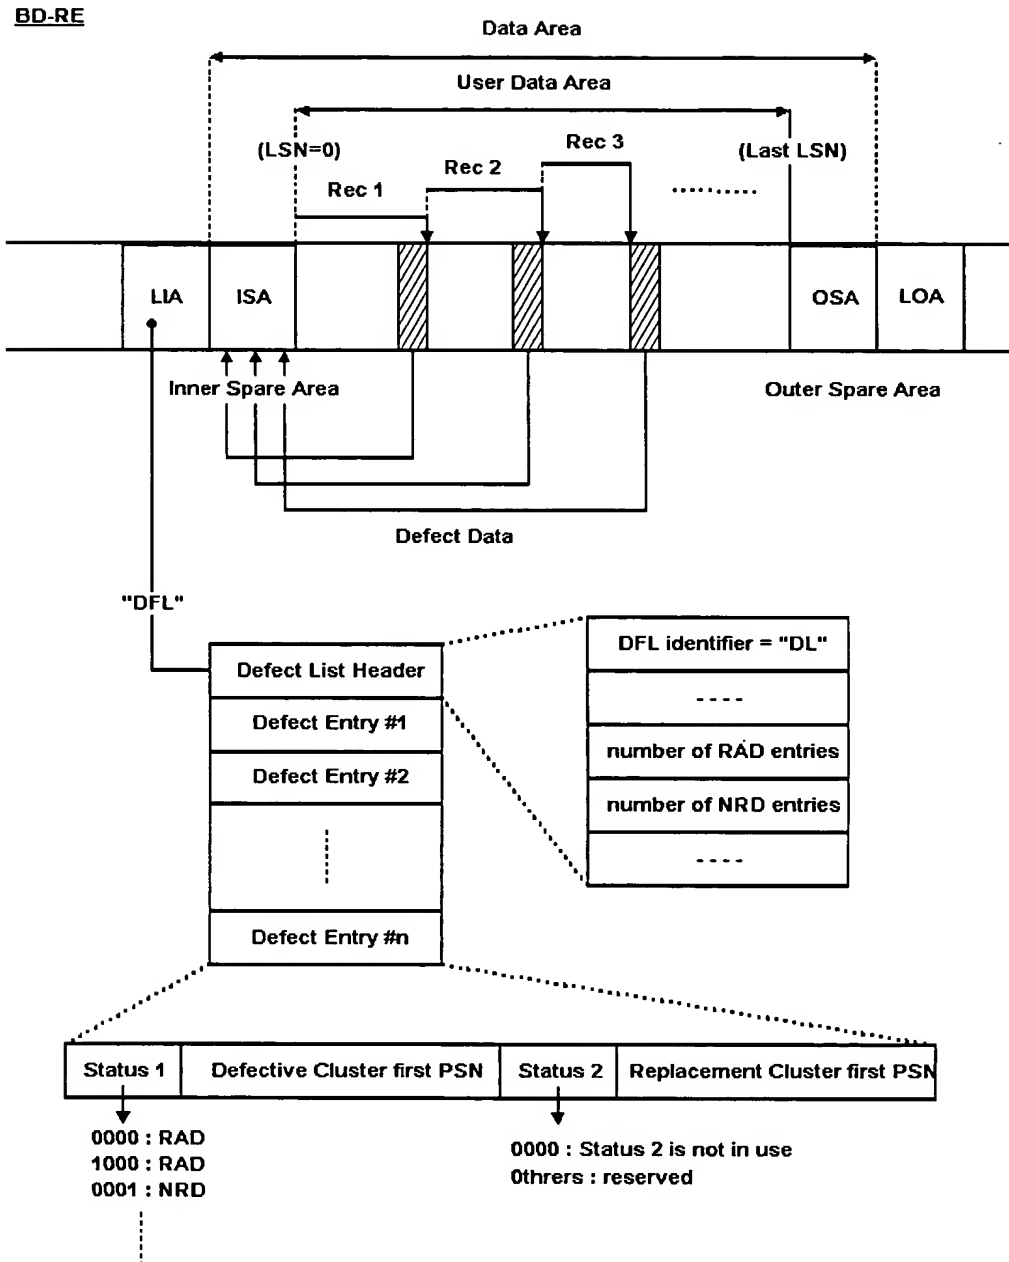 BD-RE
Data Area
User Data Area
(LSN=0)
Rec 1
Rec 2
Rec 3
(Last LSN)
LIA
ISA
OSA
LOA
Inner Spare Area
Outer Spare Area
Defect Data
"DFL"
Defect List Header
Defect Entry #1
Defect Entry #2
Defect Entry #n
DFL identifier = "DL"
- - - -
number of RAD entries
number of NRD entries
- - - -
Status 1
Defective Cluster first PSN
Status 2
Replacement Cluster first PSN
0000 : RAD
1000 : RAD
0001 : NRD
0000 : Status 2 is not in use
0thrers : reserved